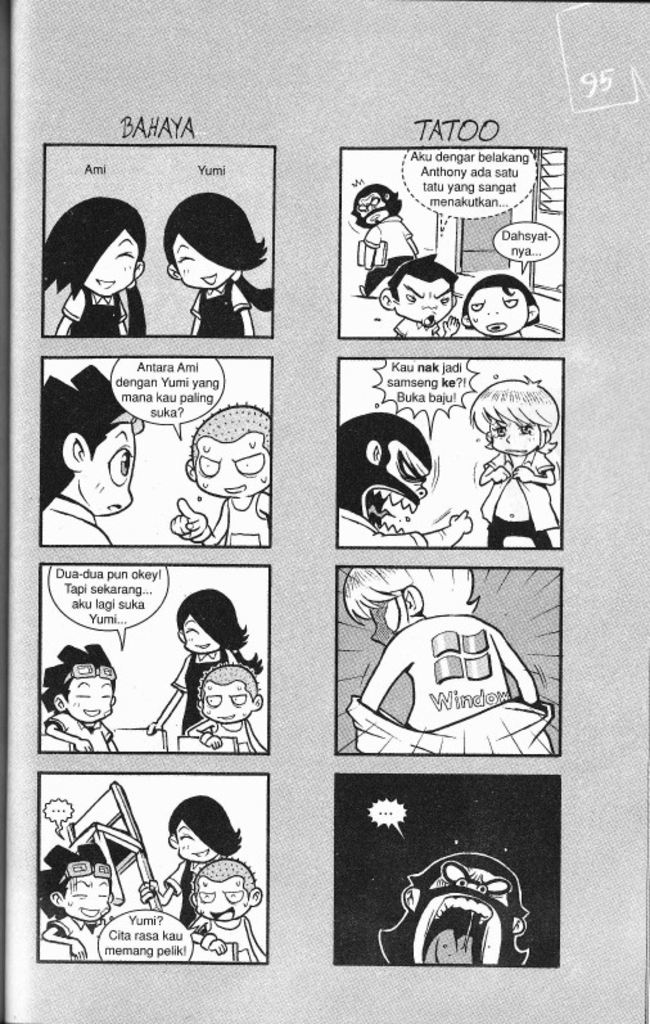 95
BAHAYA
Ami
Yumi
Antara Ami
dengan Yumi yang
mana kau paling
suka?
Dua-dua pun okey!
Tapi sekarang...
aku lagi suka
Yumi...
...
Yumi?
Cita rasa kau
memang pelik!
TATOO
Aku dengar belakang
Anthony ada satu
tatu yang sangat
menakutkan...
Dahsyat-
nya...
Kau nak jadi
samseng ke?!
Buka baju!
Window
...